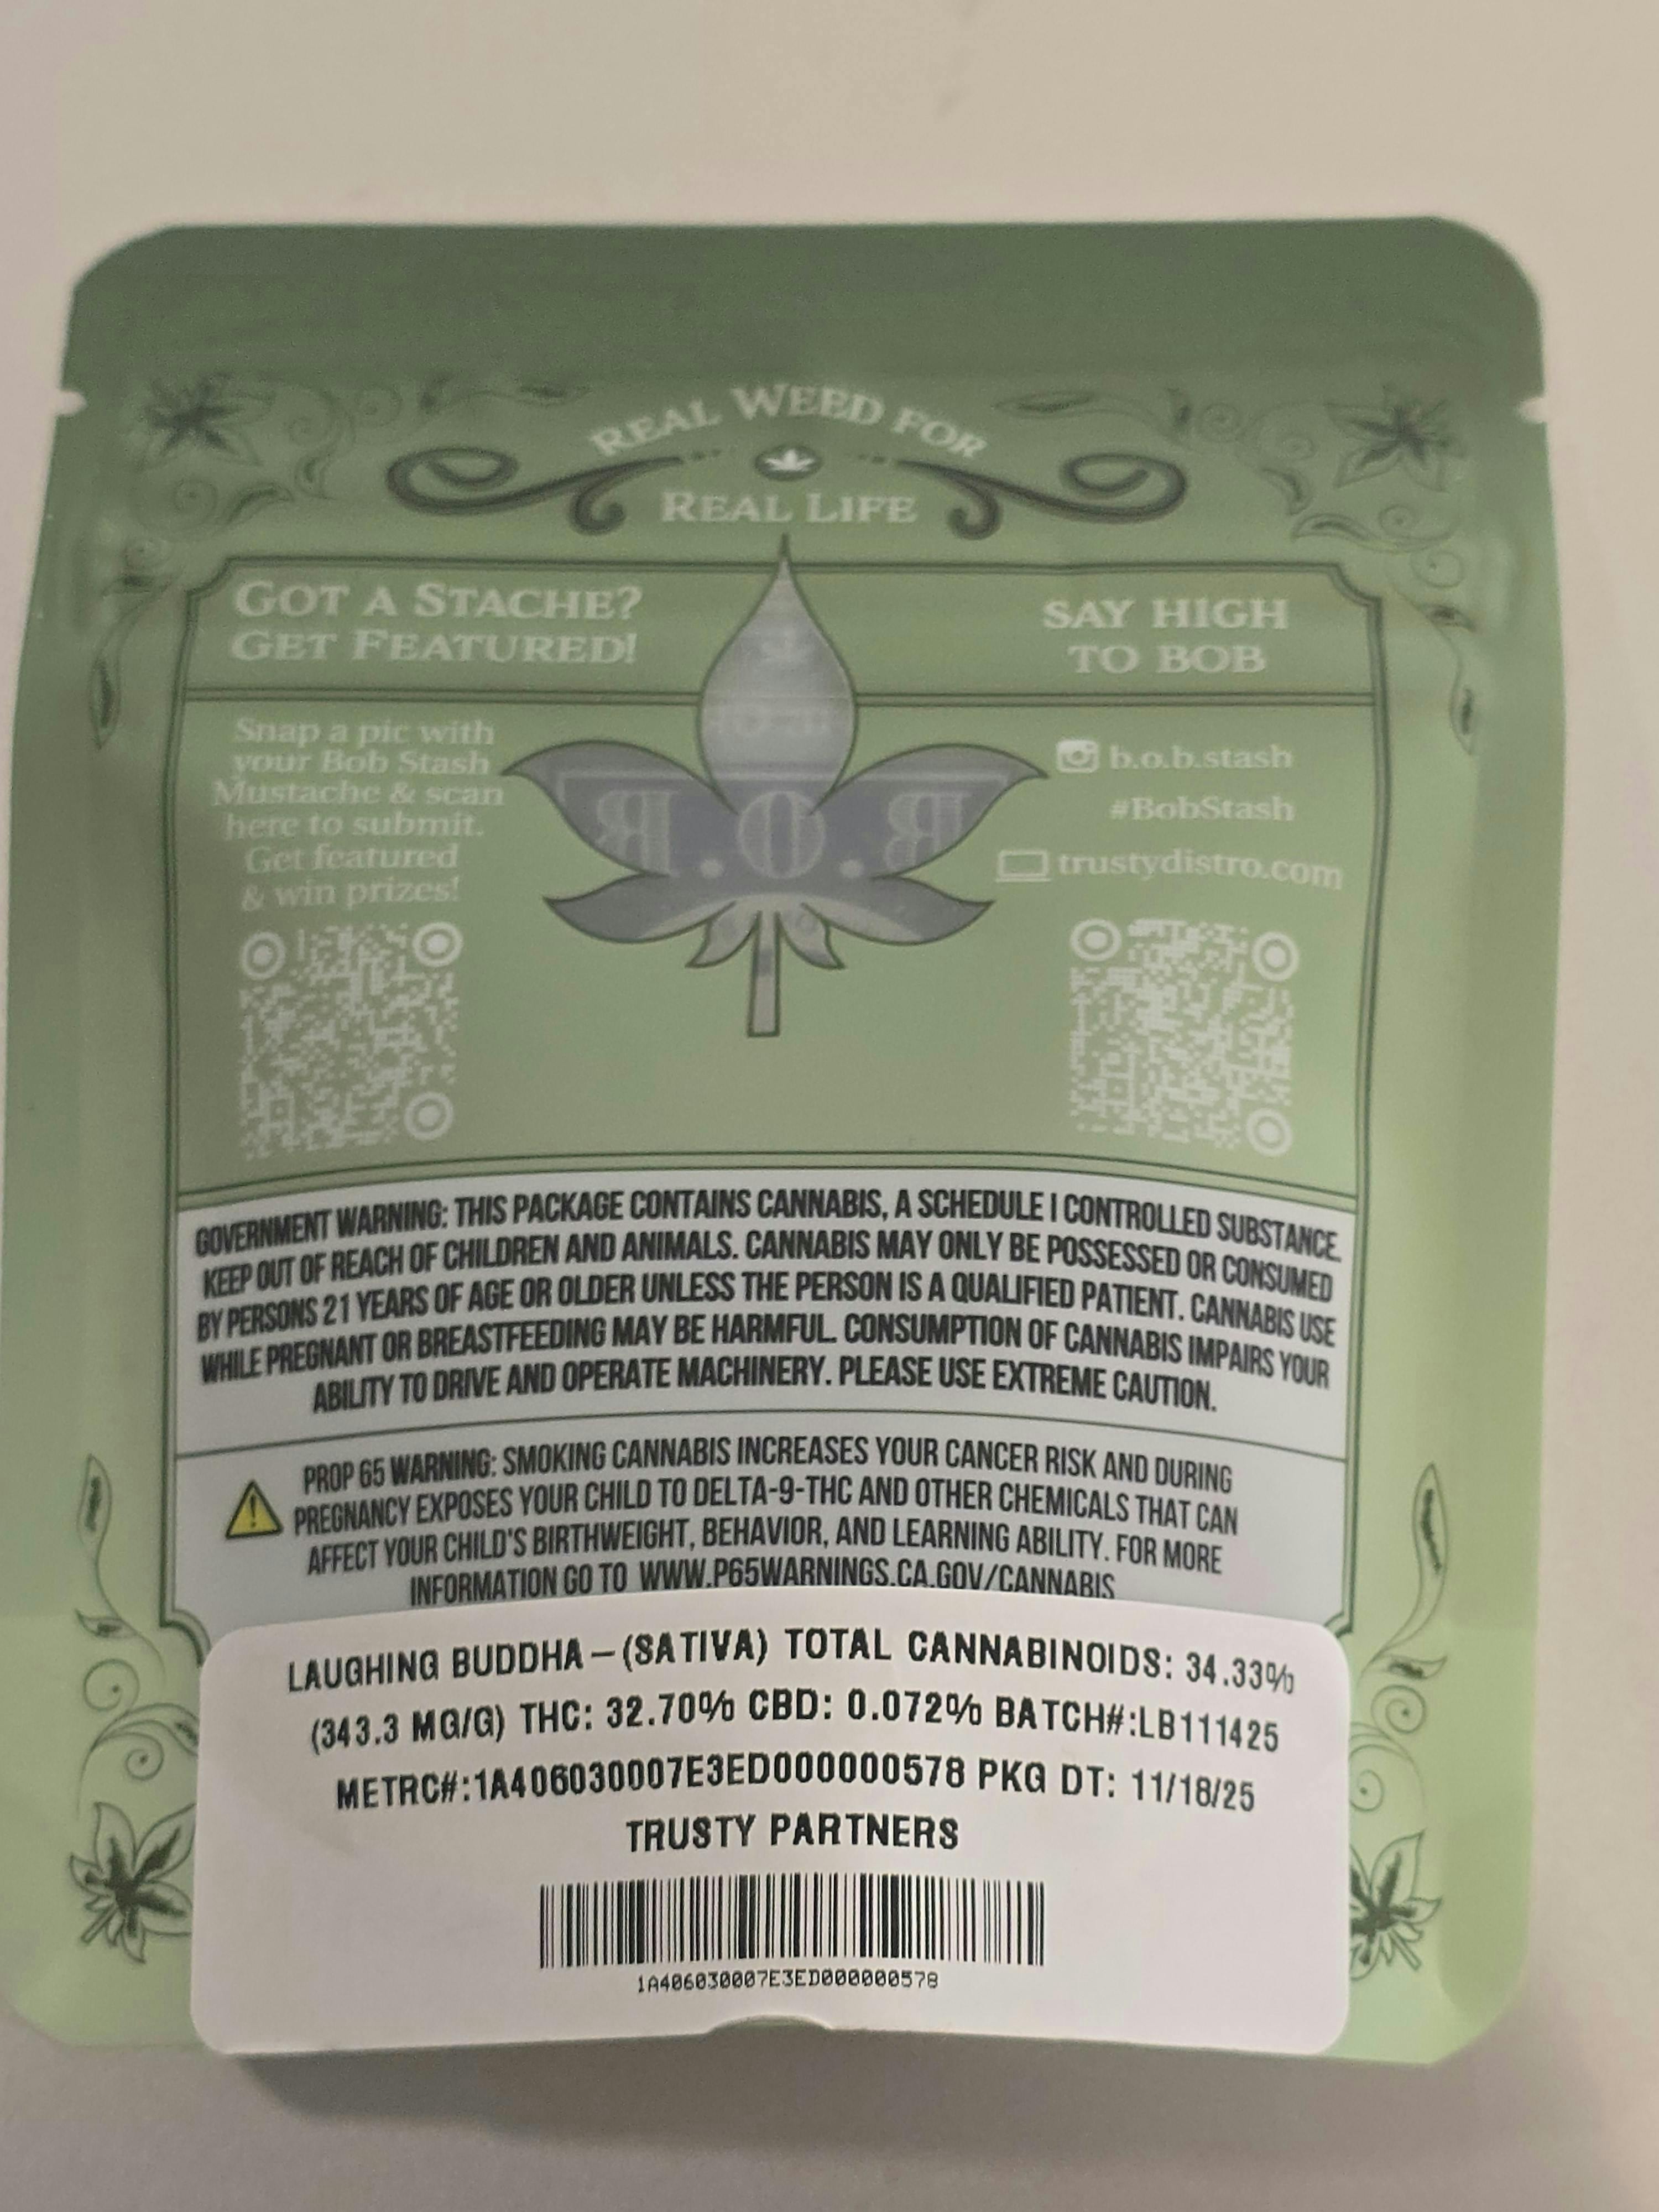 REAL WEED FOR
REAL LIFE
GOT A STACHE?
GET FEATURED!
Snap a pic with
your Bob Stash
Mustache & scan
here to submit.
Get featured
& win prizes!
SAY HIGH
TO BOB
b.o.b.stash
#BobStash
trustydistro.com
B.O.B
GOVERNMENT WARNING: THIS PACKAGE CONTAINS CANNABIS, A SCHEDULE I CONTROLLED SUBSTANCE.
KEEP OUT OF REACH OF CHILDREN AND ANIMALS. CANNABIS MAY ONLY BE POSSESSED OR CONSUMED
BY PERSONS 21 YEARS OF AGE OR OLDER UNLESS THE PERSON IS A QUALIFIED PATIENT. CANNABIS USE
WHILE PREGNANT OR BREASTFEEDING MAY BE HARMFUL. CONSUMPTION OF CANNABIS IMPAIRS YOUR
ABILITY TO DRIVE AND OPERATE MACHINERY. PLEASE USE EXTREME CAUTION.
PROP 65 WARNING: SMOKING CANNABIS INCREASES YOUR CANCER RISK AND DURING
PREGNANCY EXPOSES YOUR CHILD TO DELTA-9-THC AND OTHER CHEMICALS THAT CAN
AFFECT YOUR CHILD'S BIRTHWEIGHT, BEHAVIOR, AND LEARNING ABILITY. FOR MORE
INFORMATION GO TO WWW.P65WARNINGS.CA.GOV/CANNABIS
LAUGHING BUDDHA – (SATIVA) TOTAL CANNABINOIDS: 34.33%
(343.3 MG/G) THC: 32.70% CBD: 0.072% BATCH#:LB111425
METRC#:1A406030007E3ED000000578 PKG DT: 11/18/25
TRUSTY PARTNERS
1A406030007E3ED000000578